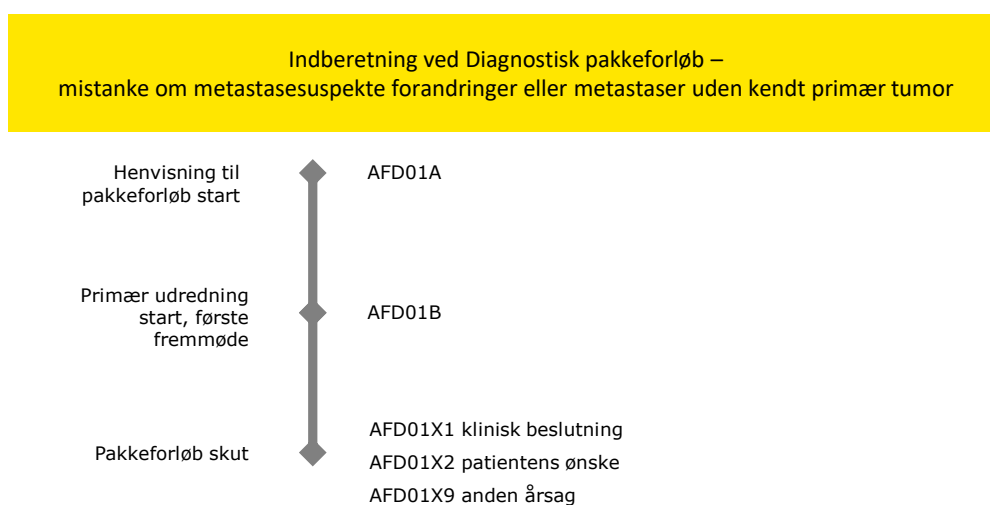 Indberetning ved Diagnostisk pakkeforløb –
mistanke om metastasesuspekte forandringer eller metastaser uden kendt primær tumor
Henvisning til
pakkeforløb start
AFD01A
Primær udredning
start, første
fremmøde
AFD01B
Pakkeforløb skut
AFD01X1 klinisk beslutning
AFD01X2 patientens ønske
AFD01X9 anden årsag